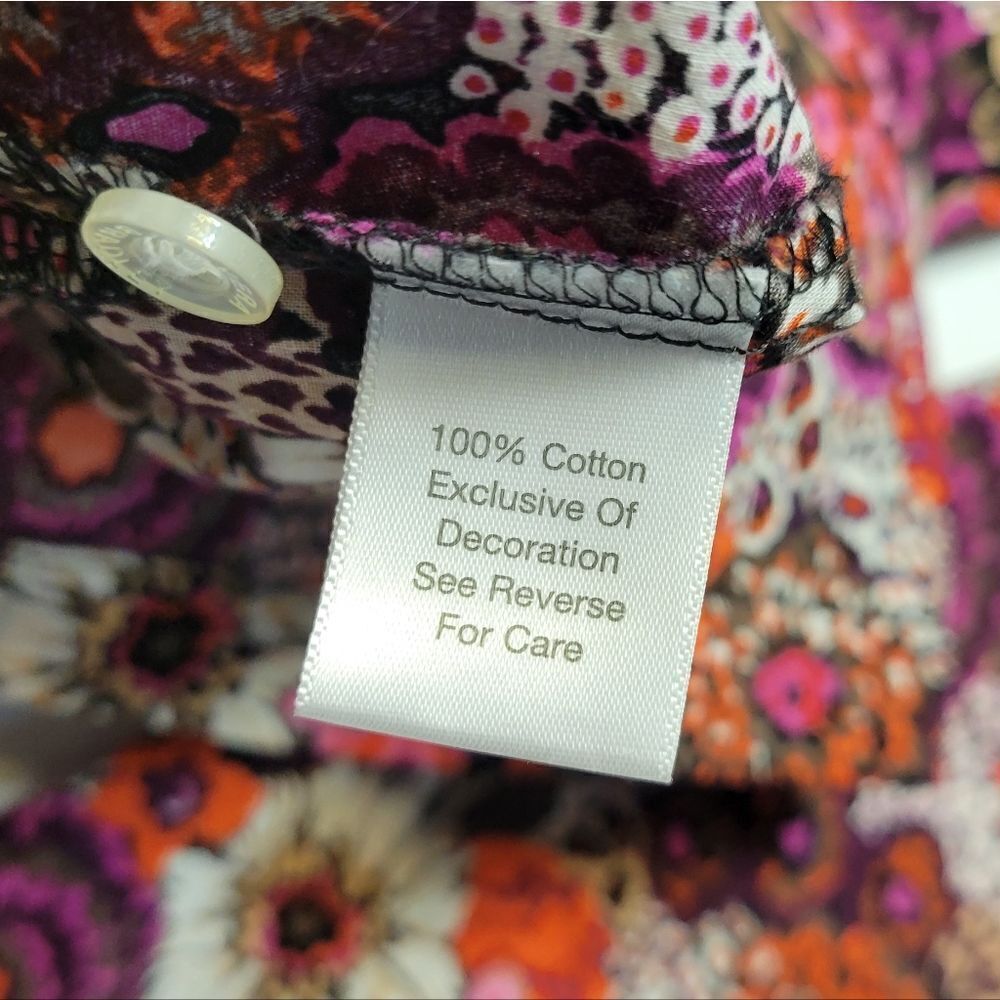 100% Cotton
Exclusive Of
Decoration
See Reverse
For Care